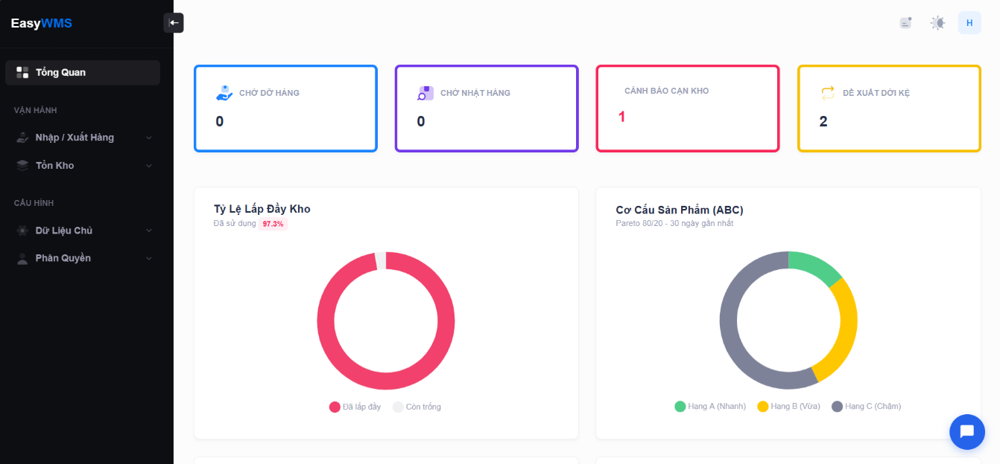 EasyWMS
H
Tổng Quan
CHỜ DỠ HÀNG
0
CHỜ NHẶT HÀNG
0
CẢNH BÁO CẠN KHO
1
ĐỀ XUẤT DỜI KỆ
2
VẬN HÀNH
Nhập / Xuất Hàng
Tồn Kho
CẤU HÌNH
Dữ Liệu Chủ
Phân Quyền
Tỷ Lệ Lấp Đầy Kho
Đã sử dụng 97.3%
Đã lấp đầy Còn trống
Cơ Cấu Sản Phẩm (ABC)
Pareto 80/20 - 30 ngày gần nhất
Hạng A (Nhanh) Hạng B (Vừa) Hạng C (Chậm)